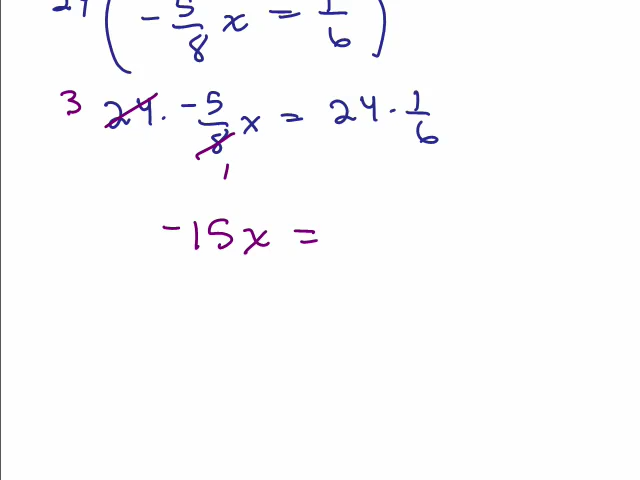 24 ( -5/8 x = 1/6 )
3 24 · -5/8 x = 24 · 1/6
1
-15x =